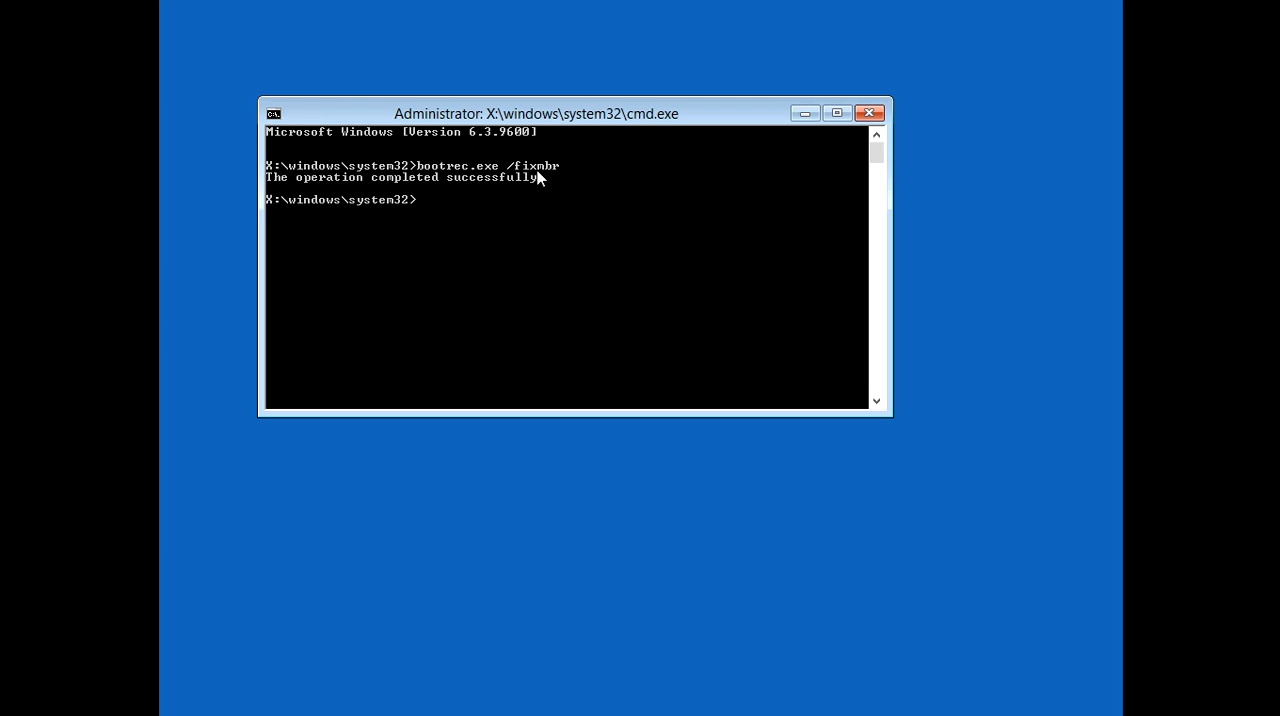 Administrator: X:\windows\system32\cmd.exe
Microsoft Windows [Version 6.3.9600]
X:\windows\system32>bootrec.exe /fixmbr
The operation completed successfully.
X:\windows\system32>